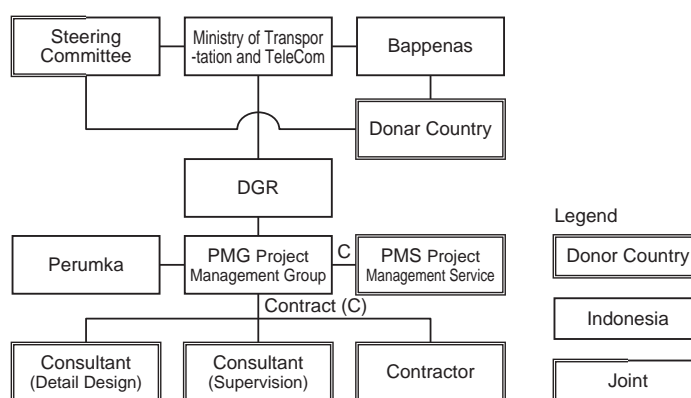 Steering
Committee
Ministry of Transpor
-tation and TeleCom
Bappenas
Donar Country
DGR
Perumka
PMG Project
Management Group
C
PMS Project
Management Service
Contract (C)
Consultant
(Detail Design)
Consultant
(Supervision)
Contractor
Legend
Donor Country
Indonesia
Joint